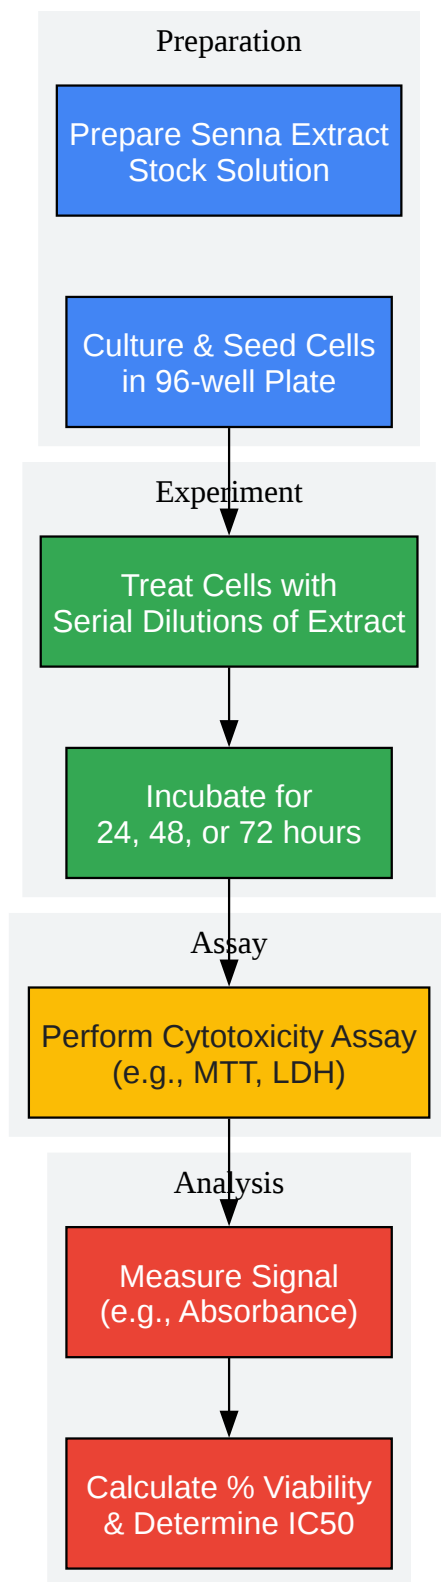 Preparation
Prepare Senna Extract
Stock Solution
Culture & Seed Cells
in 96-well Plate
Experiment
Treat Cells with
Serial Dilutions of Extract
Incubate for
24, 48, or 72 hours
Assay
Perform Cytotoxicity Assay
(e.g., MTT, LDH)
Analysis
Measure Signal
(e.g., Absorbance)
Calculate % Viability
& Determine IC50